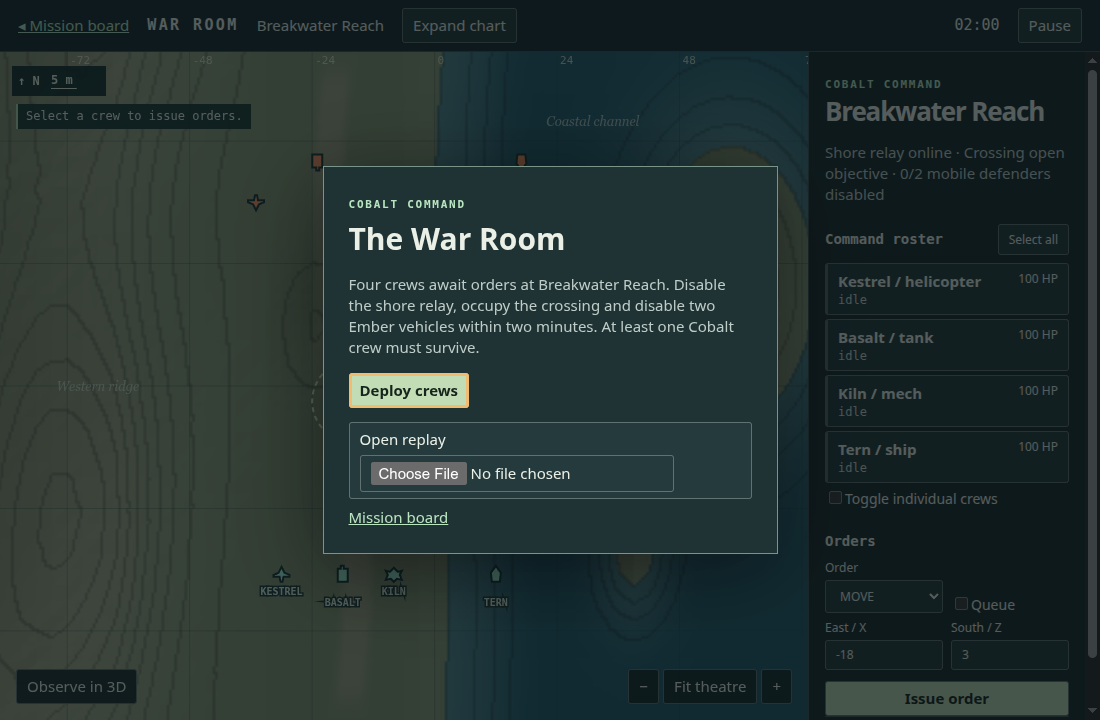 ◂ Mission board
WAR ROOM
Breakwater Reach
Expand chart
02:00
Pause
-72
-48
-24
0
24
48
↑ N 5 m
Select a crew to issue orders.
Coastal channel
Western ridge
COBALT COMMAND
The War Room
Four crews await orders at Breakwater Reach. Disable
the shore relay, occupy the crossing and disable two
Ember vehicles within two minutes. At least one Cobalt
crew must survive.
Deploy crews
Open replay
Choose File No file chosen
Mission board
KESTREL
BASALT
KILN
TERN
Observe in 3D
−
Fit theatre
+
COBALT COMMAND
Breakwater Reach
Shore relay online · Crossing open
objective · 0/2 mobile defenders
disabled
Command roster
Select all
Kestrel / helicopter
100 HP
idle
Basalt / tank
100 HP
idle
Kiln / mech
100 HP
idle
Tern / ship
100 HP
idle
Toggle individual crews
Orders
Order
MOVE
Queue
East / X
South / Z
-18
3
Issue order